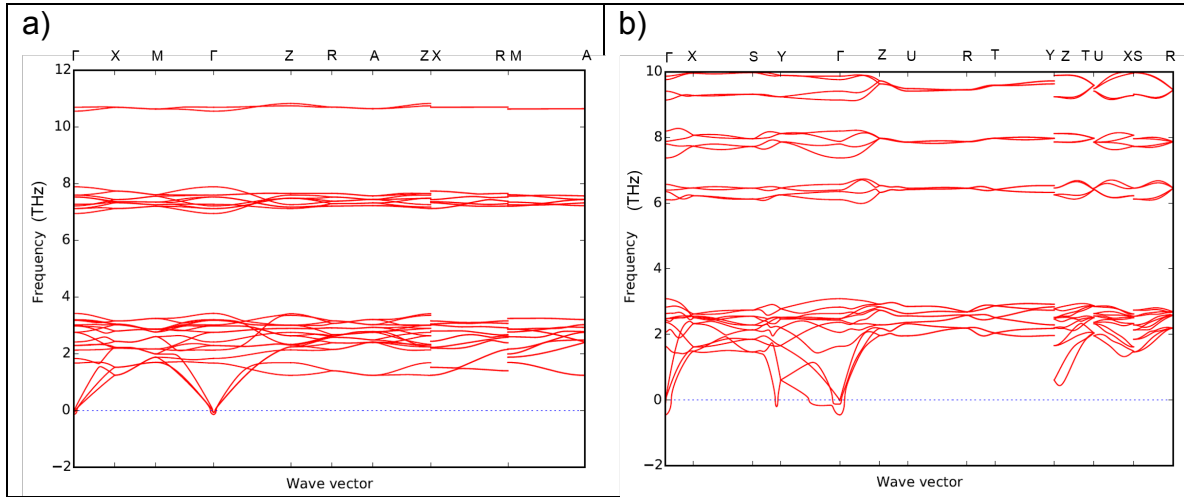 a)
Γ X M Γ Z R A Z X R M A
12
10
8
6
4
2
0
−2
Frequency (THz)
Wave vector
b)
Γ X S Y Γ Z U R T Y Z T U X S R
10
8
6
4
2
0
−2
Frequency (THz)
Wave vector